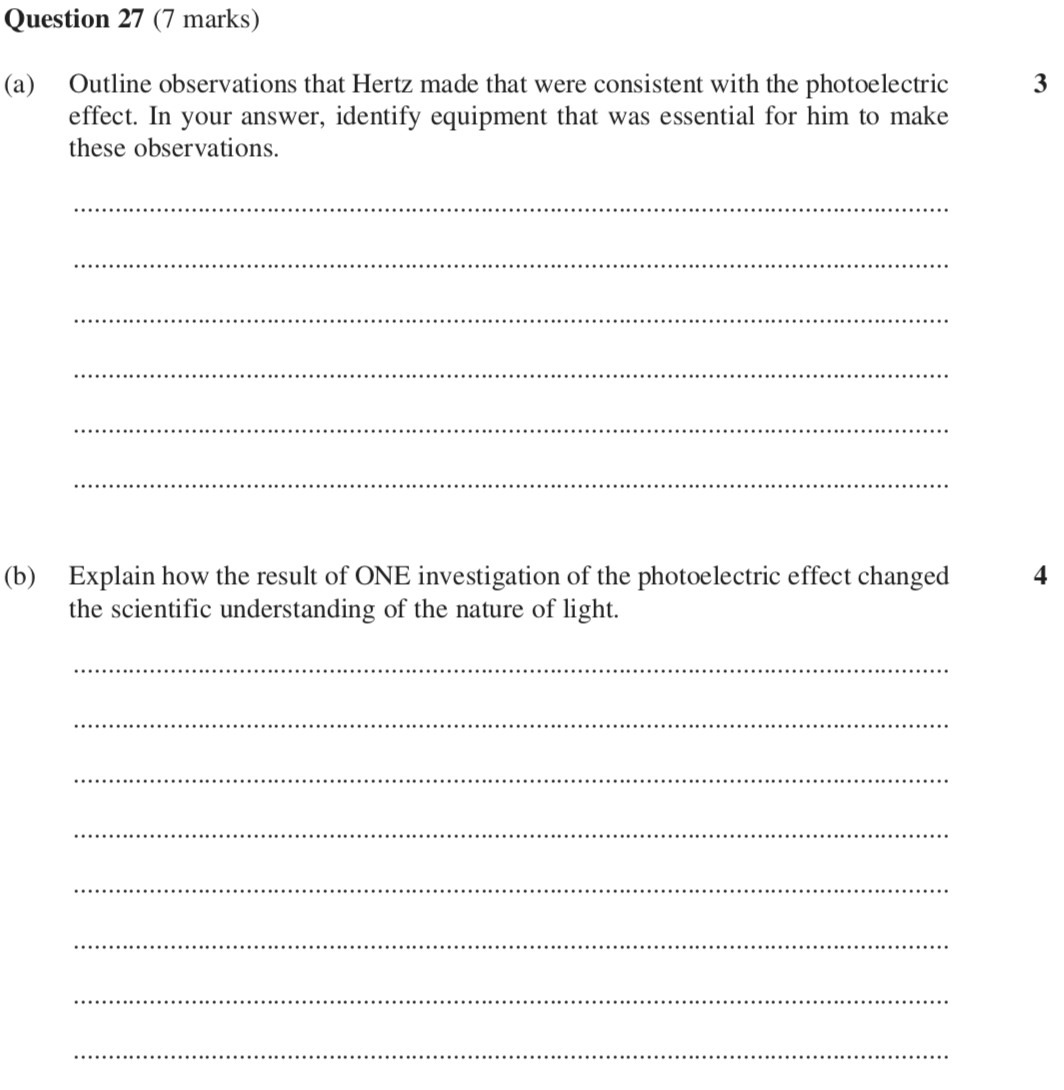 Question 27 (7 marks)
(a) Outline observations that Hertz made that were consistent with the photoelectric 3
effect. In your answer, identify equipment that was essential for him to make
these observations.
(b) Explain how the result of ONE investigation of the photoelectric effect changed 4
the scientific understanding of the nature of light.